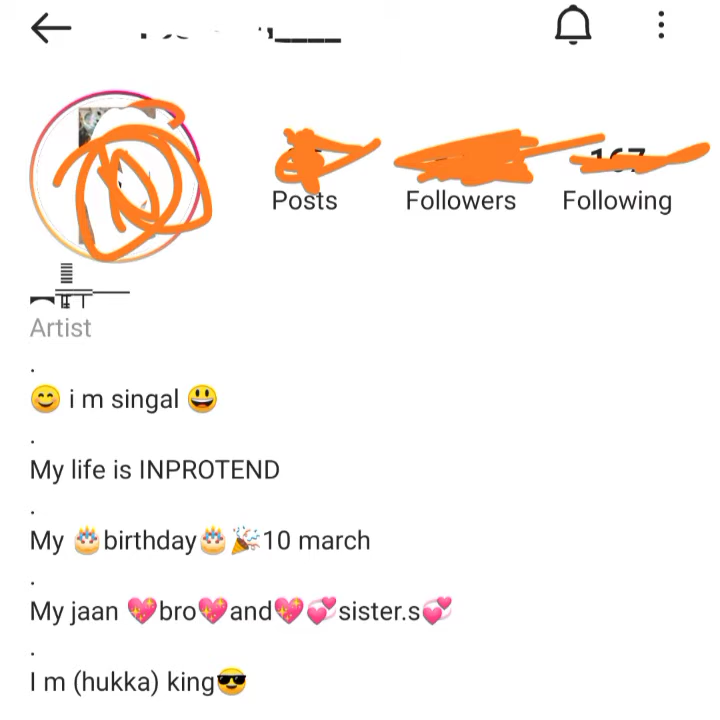 Posts Followers Following
Artist
.
😊 i m singal 😃
.
My life is INPROTEND
.
My 🎂birthday🎂🎉10 march
.
My jaan 💖bro💖and💖💞sister.s💞
.
I m (hukka) king😎